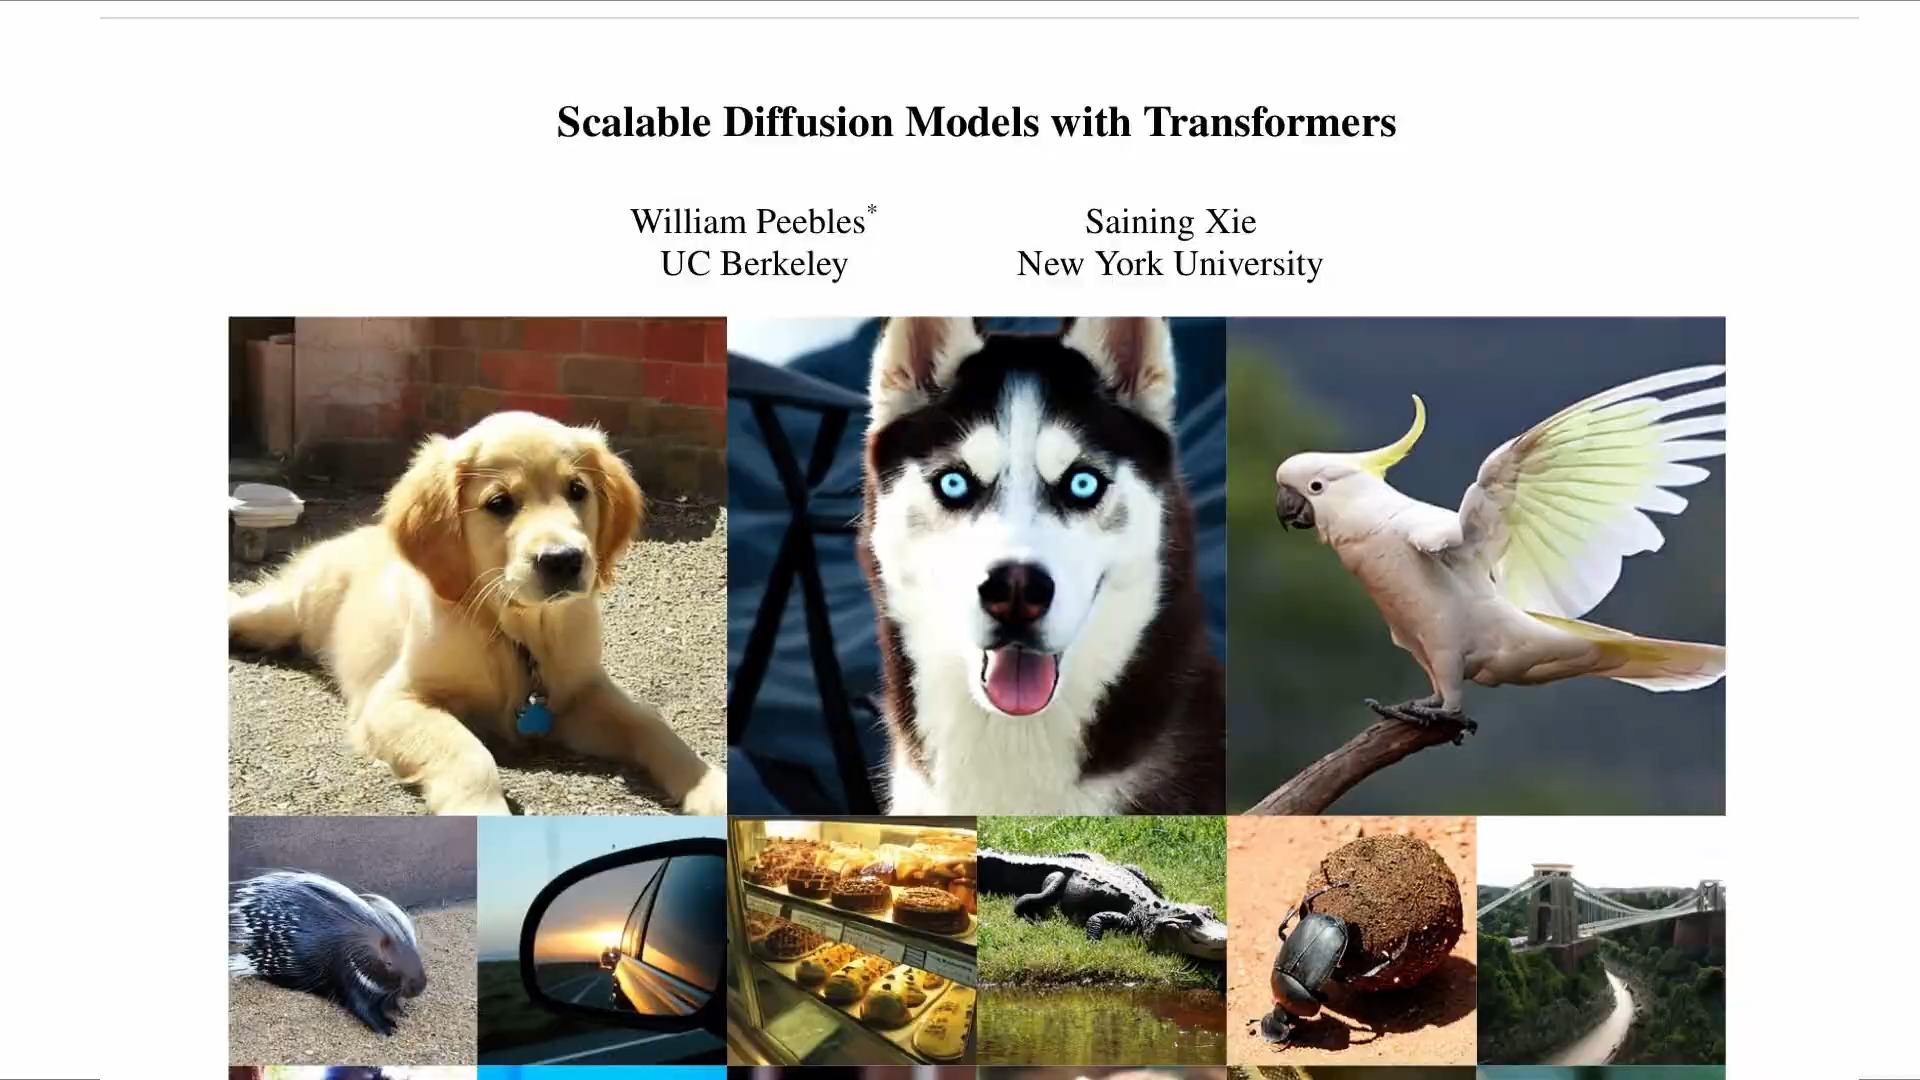 Scalable Diffusion Models with Transformers
William Peebles* Saining Xie
UC Berkeley New York University